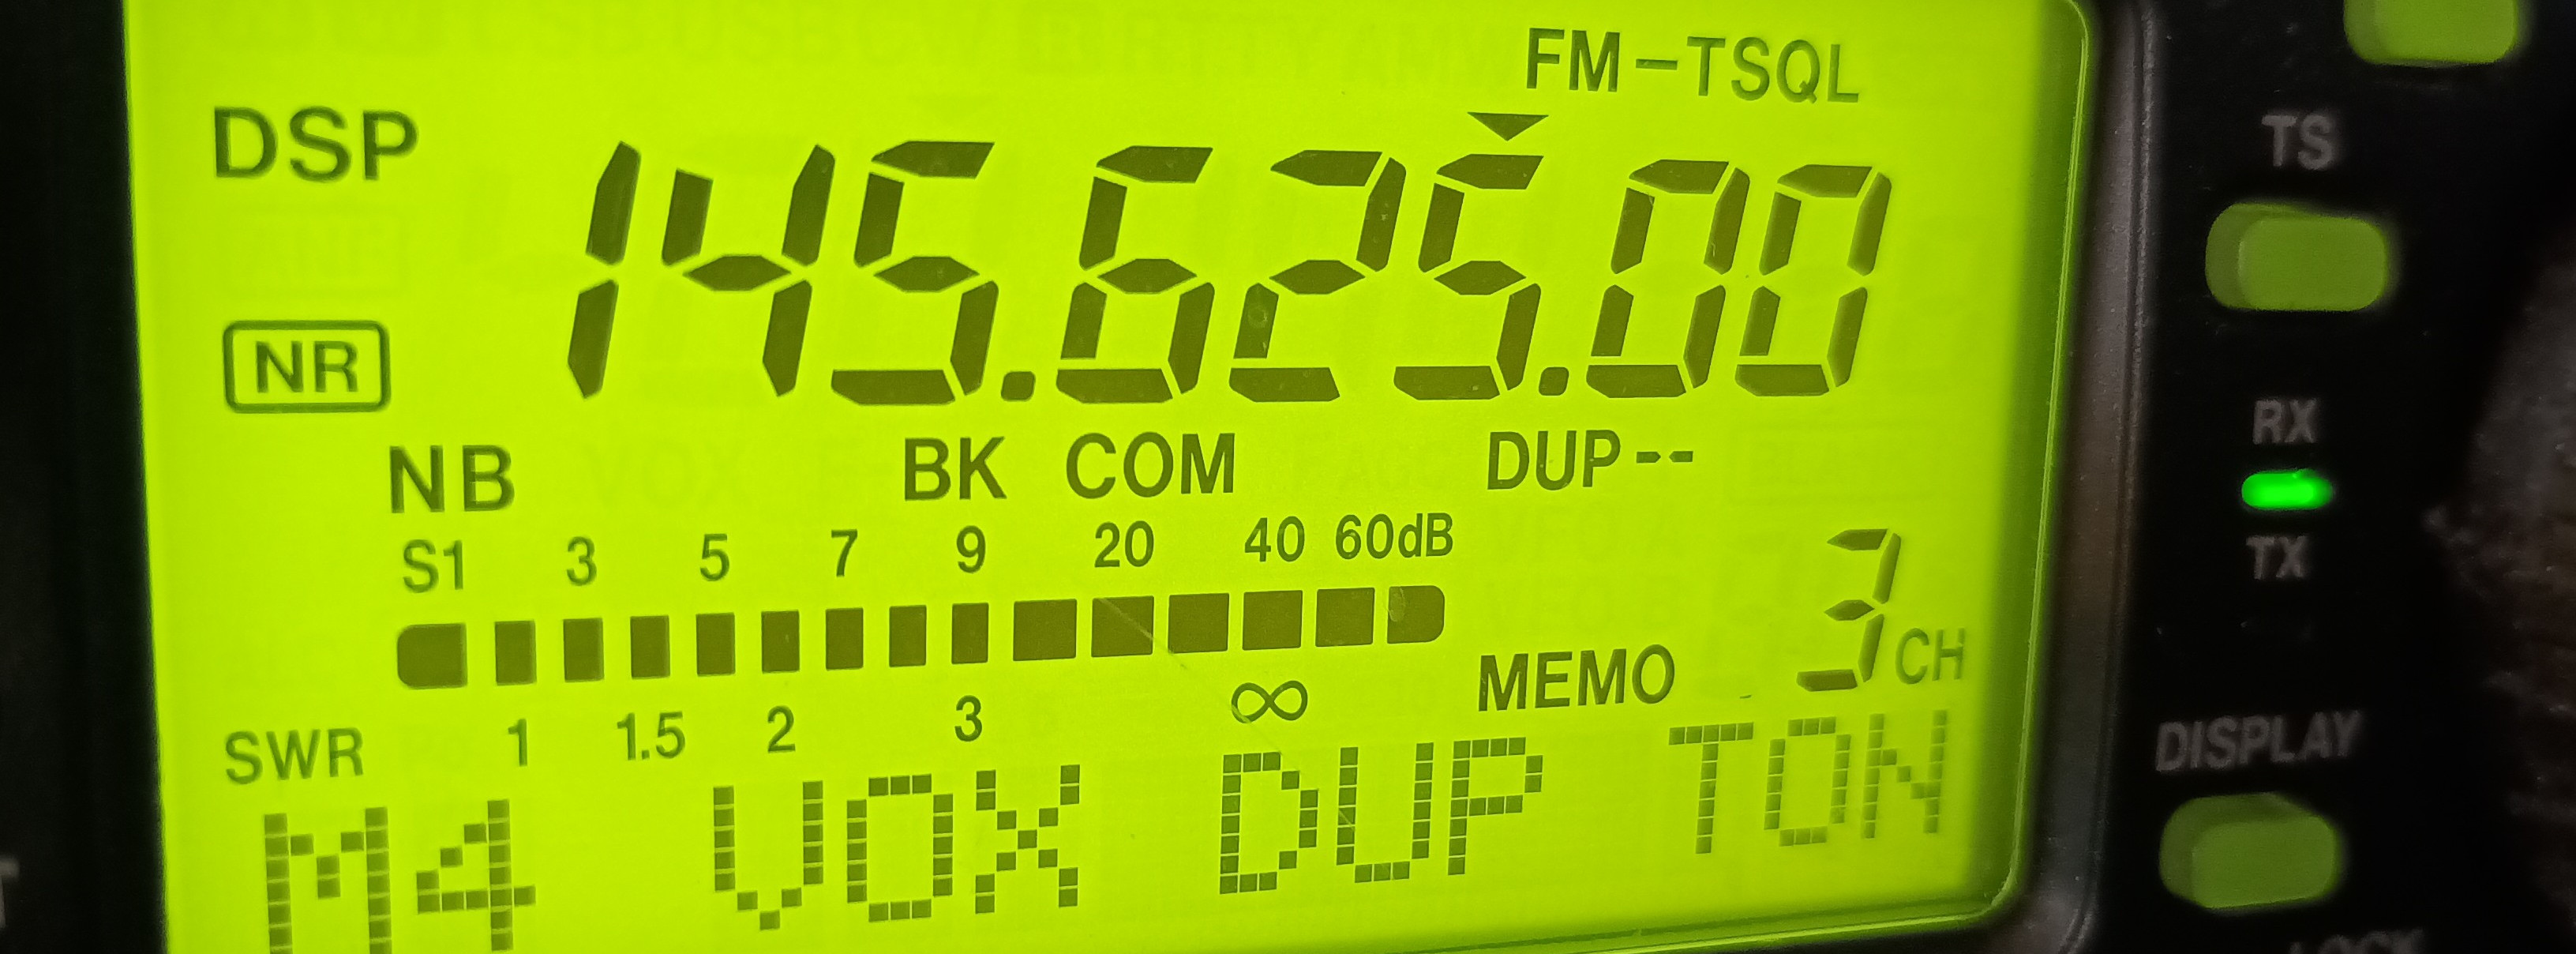 FM-TSQL
DSP
145.625.00
TS
NR
RX
NB BK COM DUP--
S1 3 5 7 9 20 40 60dB
TX
3 CH
MEMO
SWR 1 1.5 2 3 ∞
DISPLAY
M4 VOX DUP TON
LOCK